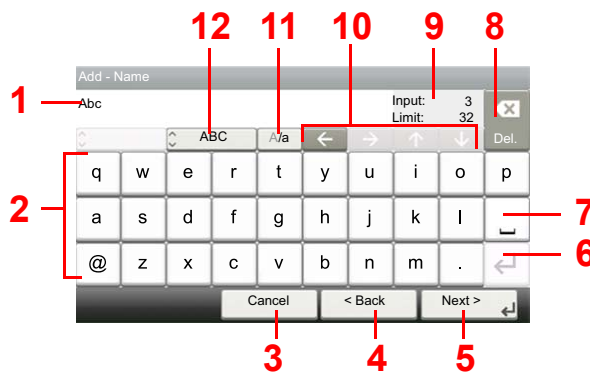 12 11 10 9 8
Add - Name
1 Abc Input: 3
Limit: 32
ABC A/a ← → ↑ ↓ Del.
2 q w e r t y u i o p
a s d f g h j k l 7
@ z x c v b n m . 6
Cancel < Back Next >
3 4 5